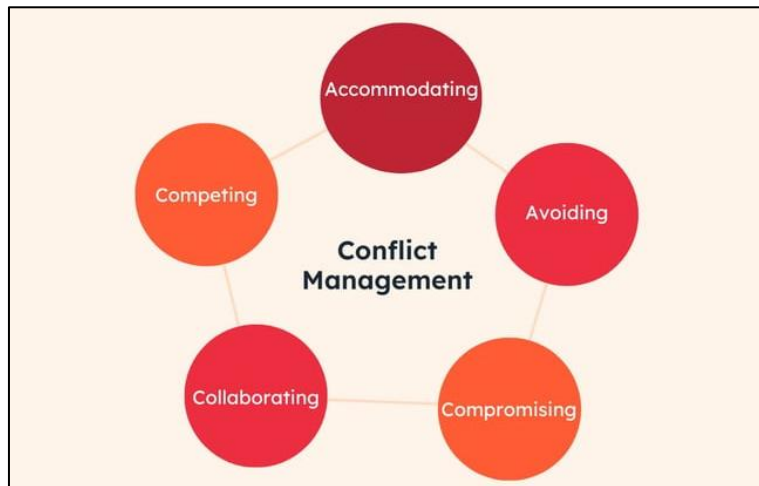 Accommodating
Competing
Avoiding
Conflict
Management
Collaborating
Compromising